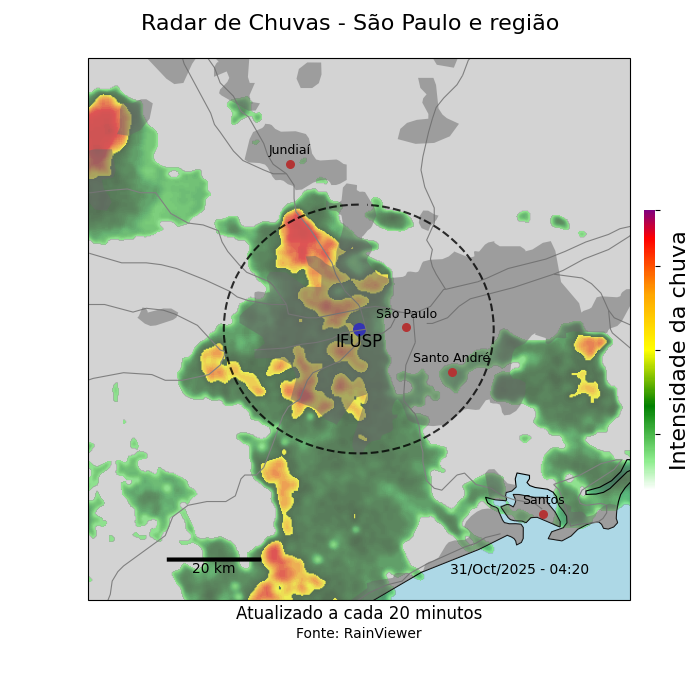 Radar de Chuvas - São Paulo e região
Jundiaí
São Paulo
IFUSP
Santo André
Intensidade da chuva
Santos
20 km
31/Oct/2025 - 04:20
Atualizado a cada 20 minutos
Fonte: RainViewer